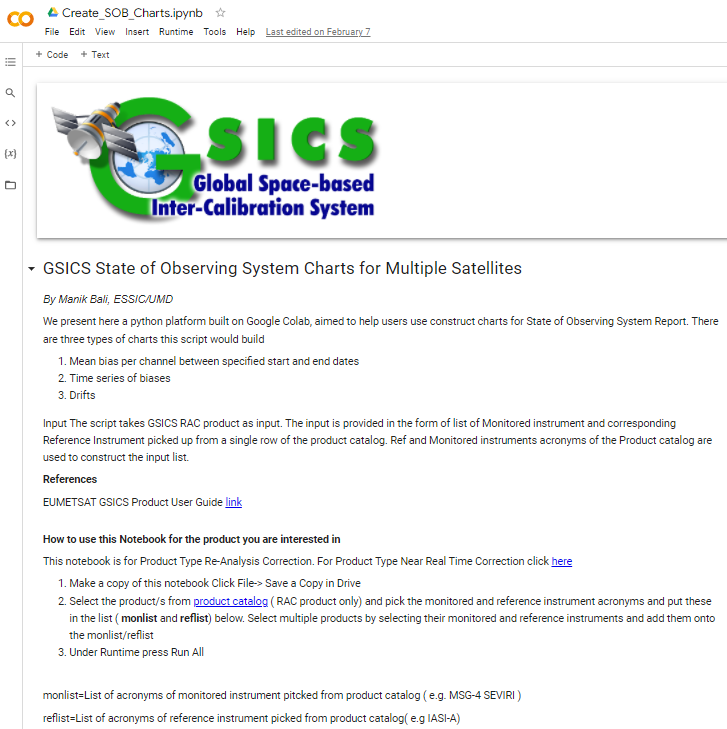 Create_SOB_Charts.ipynb
File Edit View Insert Runtime Tools Help Last edited on February 7
+ Code + Text
GSICS
Global Space-based
Inter-Calibration System
GSICS State of Observing System Charts for Multiple Satellites
By Manik Bali, ESSIC/UMD
We present here a python platform built on Google Colab, aimed to help users use construct charts for State of Observing System Report. There
are three types of charts this script would build
1. Mean bias per channel between specified start and end dates
2. Time series of biases
3. Drifts
Input The script takes GSICS RAC product as input. The input is provided in the form of list of Monitored instrument and corresponding
Reference Instrument picked up from a single row of the product catalog. Ref and Monitored instruments acronyms of the Product catalog are
used to construct the input list.
References
EUMETSAT GSICS Product User Guide link
How to use this Notebook for the product you are interested in
This notebook is for Product Type Re-Analysis Correction. For Product Type Near Real Time Correction click here
1. Make a copy of this notebook Click File-> Save a Copy in Drive
2. Select the product/s from product catalog ( RAC product only) and pick the monitored and reference instrument acronyms and put these
in the list ( monlist and reflist) below. Select multiple products by selecting their monitored and reference instruments and add them onto
the monlist/reflist
3. Under Runtime press Run All
monlist=List of acronyms of monitored instrument pitcked from product catalog ( e.g. MSG-4 SEVIRI )
reflist=List of acronyms of reference instrument picked from product catalog( e.g IASI-A)